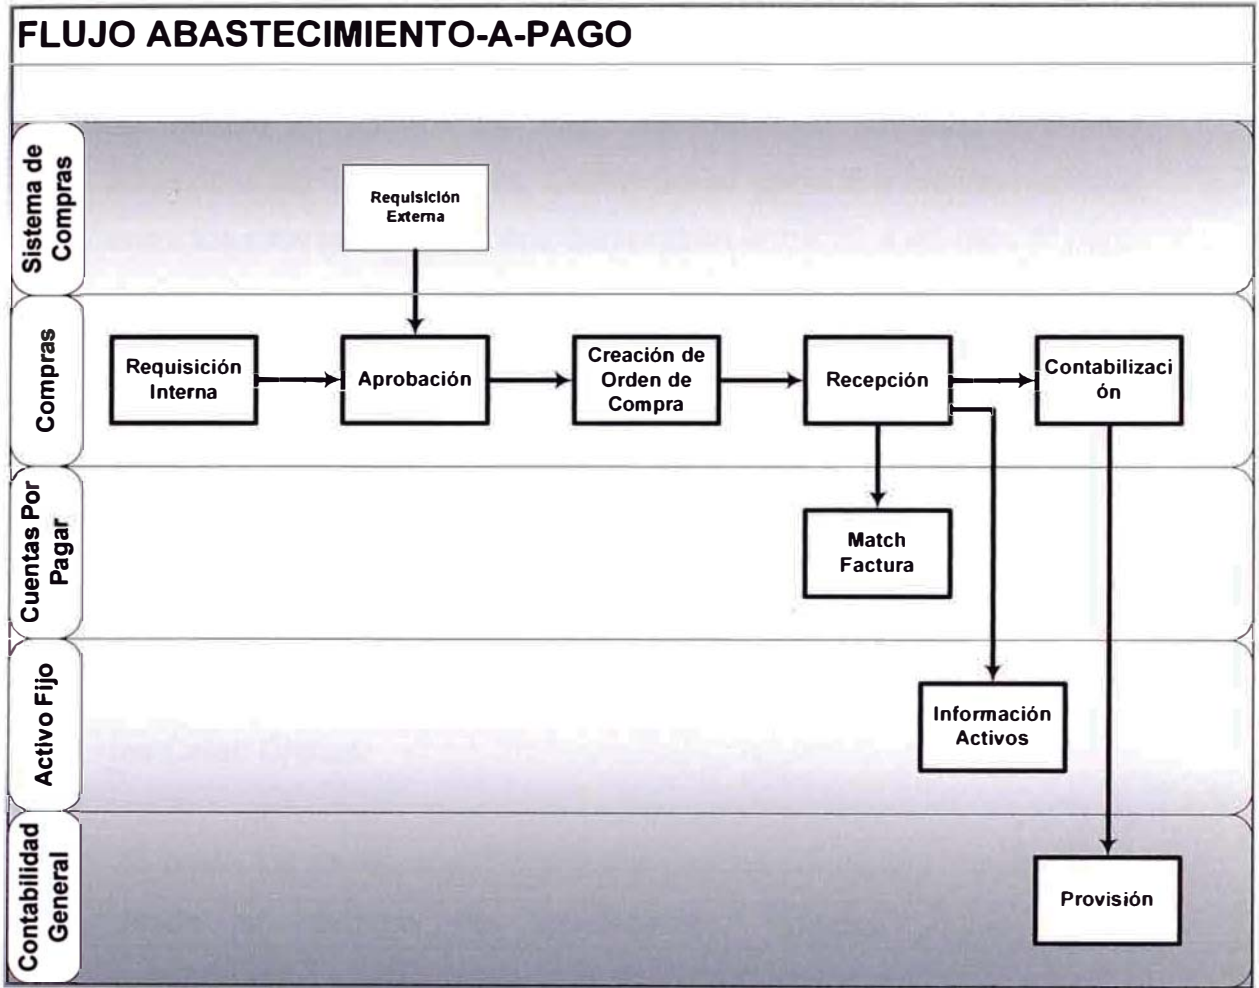 FLUJO ABASTECIMIENTO-A-PAGO
Sistema de
Compras
Requisición
Externa
Compras
Requisición
Interna
Aprobación
Creación de
Orden de
Compra
Recepción
Contabilizaci
ón
Cuentas Por
Pagar
Match
Factura
Activo Fijo
Información
Activos
Contabilidad
General
Provisión